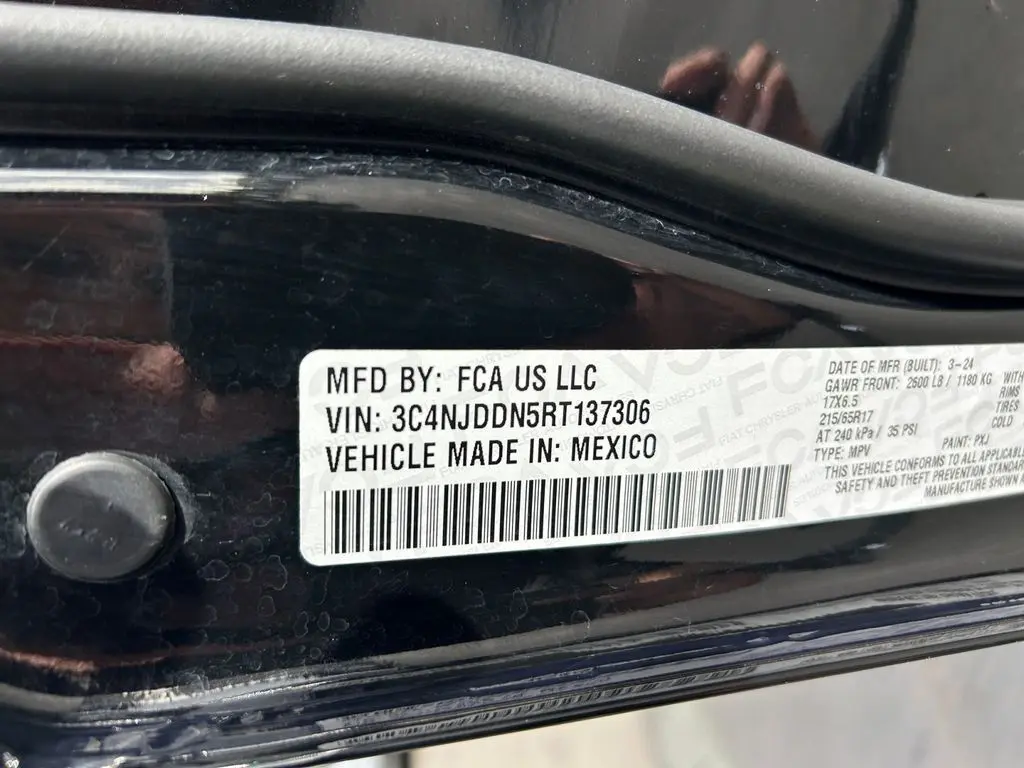 MFD BY: FCA US LLC
VIN: 3C4NJDDN5RT137306
VEHICLE MADE IN: MEXICO
DATE OF MFR (BUILT): 3-24
GAWR FRONT: 2600 LB / 1180 KG WITH
17X6.5 RIMS
215/65R17 TIRES
AT 240 kPa / 35 PSI COLD
TYPE: MPV PAINT: PXJ
THIS VEHICLE CONFORMS TO ALL APPLICABLE
SAFETY AND THEFT PREVENTION STANDAR
MANUFACTURE SHOWN A